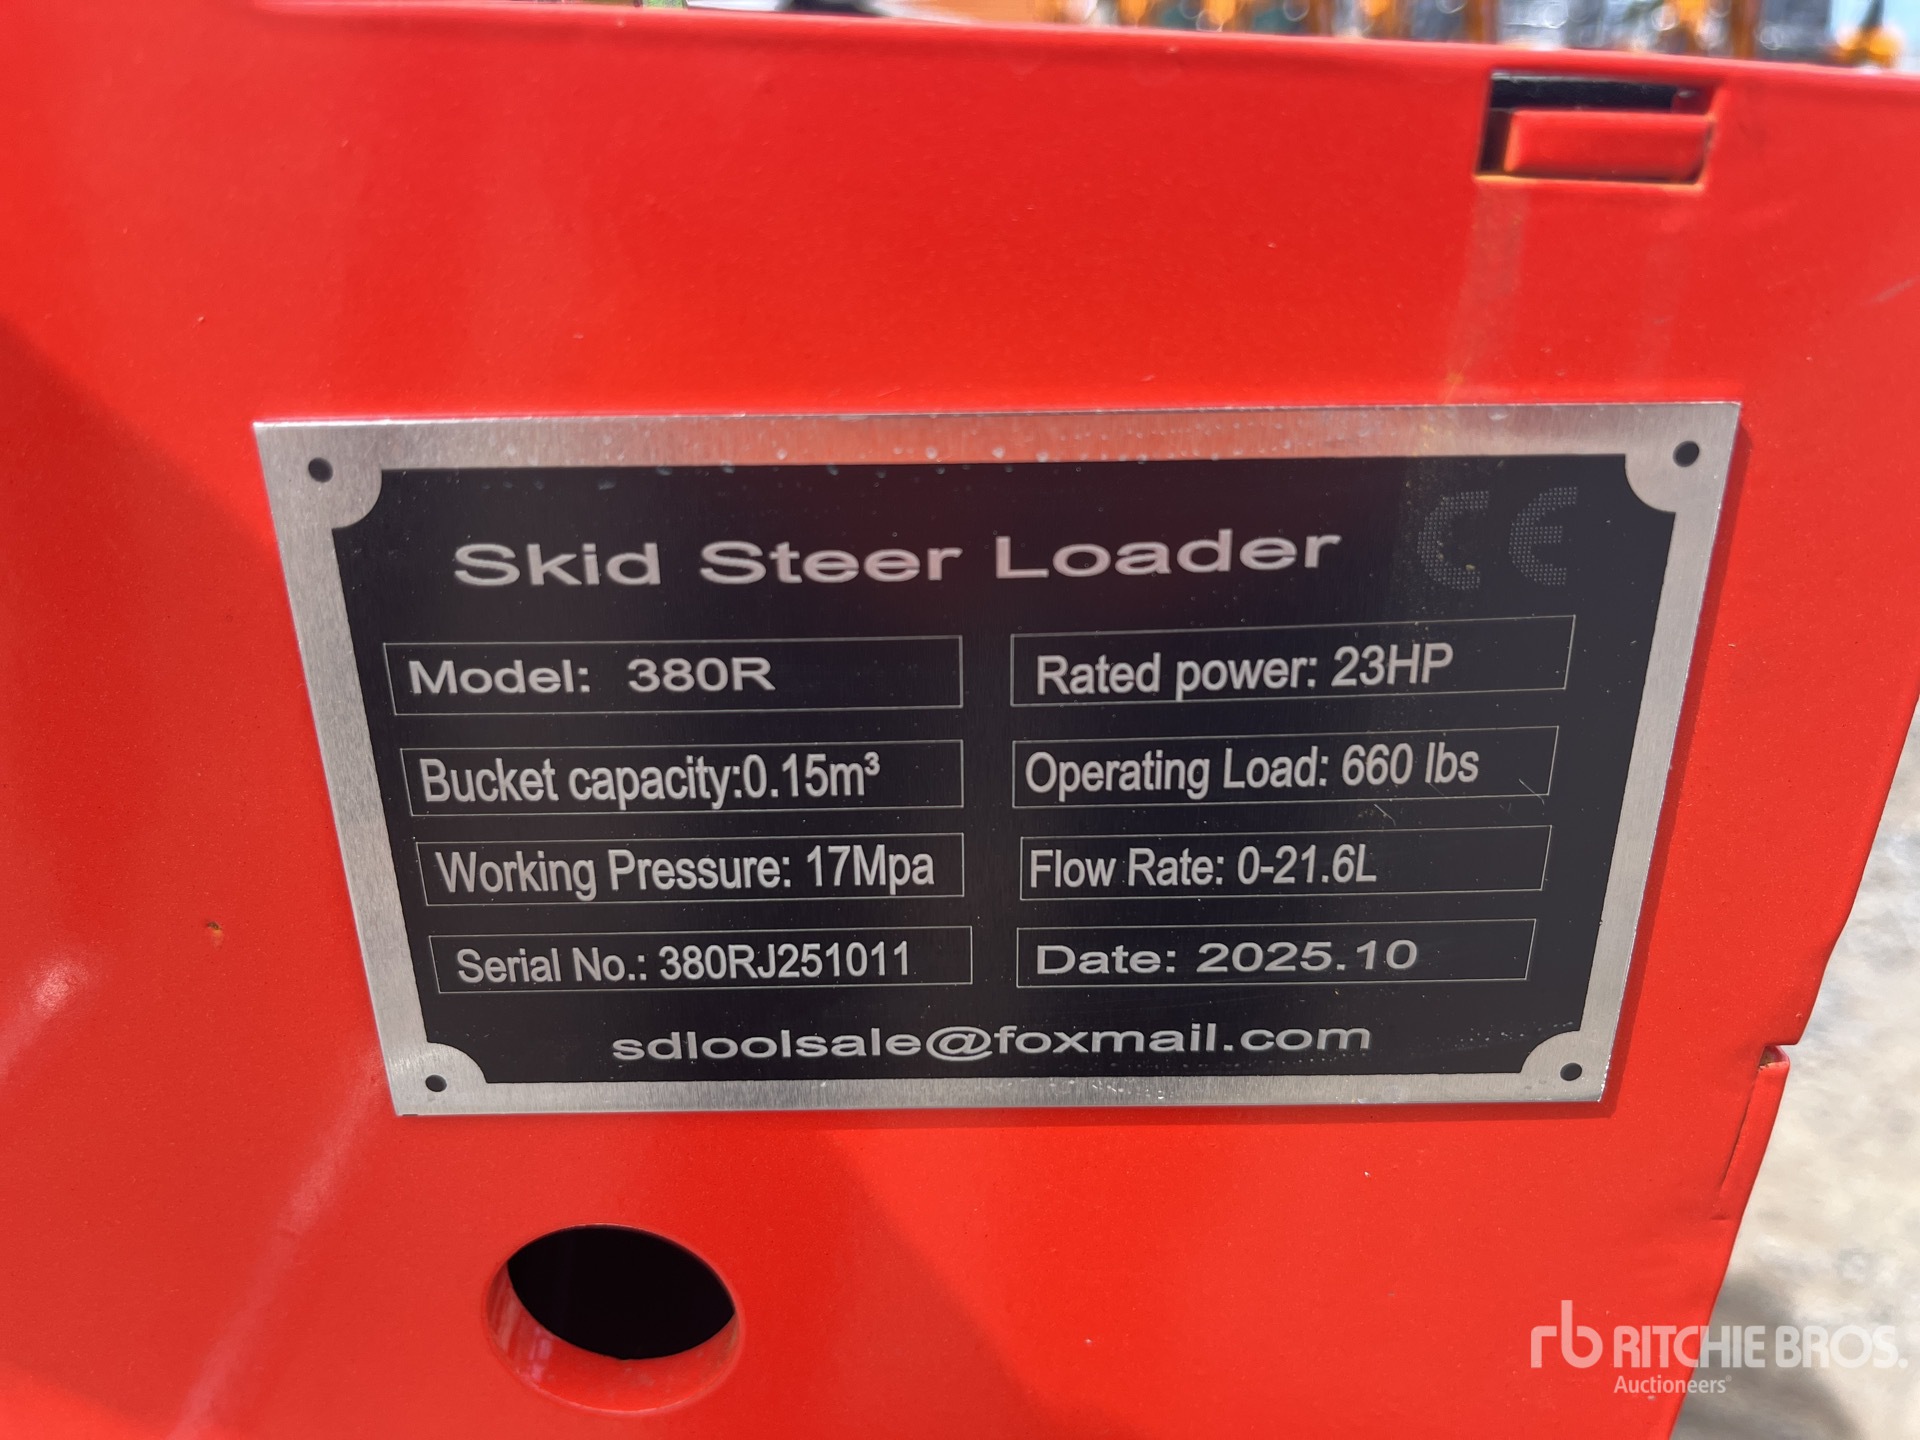 Skid Steer Loader CE
Model: 380R
Rated power: 23HP
Bucket capacity:0.15m³
Operating Load: 660 lbs
Working Pressure: 17Mpa
Flow Rate: 0-21.6L
Serial No.: 380RJ251011
Date: 2025.10
sdloolsale@foxmail.com
rb RITCHIE BROS.
Auctioneers